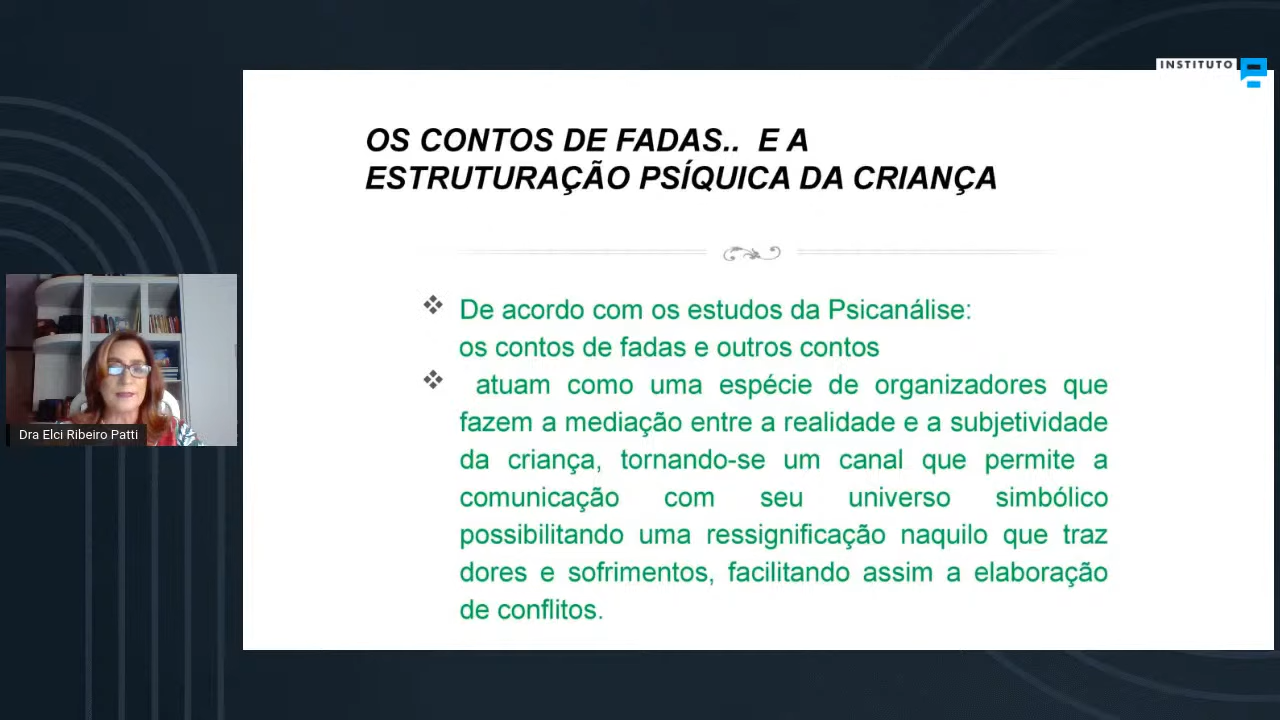 INSTITUTO
OS CONTOS DE FADAS.. E A
ESTRUTURAÇÃO PSÍQUICA DA CRIANÇA
De acordo com os estudos da Psicanálise:
os contos de fadas e outros contos
atuam como uma espécie de organizadores que
fazem a mediação entre a realidade e a subjetividade
da criança, tornando-se um canal que permite a
comunicação com seu universo simbólico
possibilitando uma ressignificação naquilo que traz
dores e sofrimentos, facilitando assim a elaboração
de conflitos.
Dra Elci Ribeiro Patti